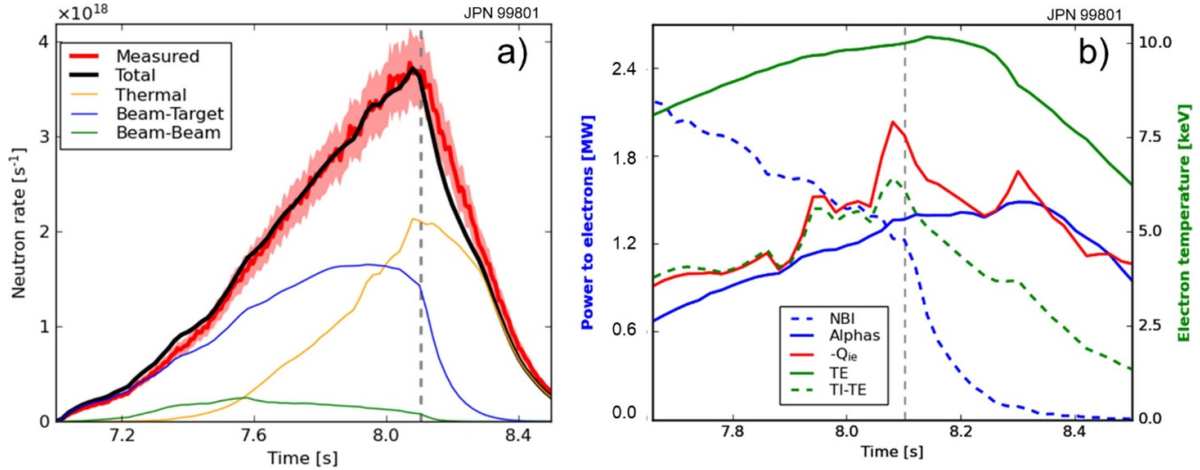 ×10¹⁸
JPN 99801
a)
Measured
Total
Thermal
Beam-Target
Beam-Beam
Neutron rate [s⁻¹]
4
3
2
1
0
7.2
7.6
8.0
8.4
Time [s]
JPN 99801
b)
Power to electrons [MW]
2.4
1.8
1.2
0.6
0.0
NBI
Alphas
-Qie
TE
TI-TE
10.0
7.5
5.0
2.5
0.0
Electron temperature [keV]
7.8
8.0
8.2
8.4
Time [s]